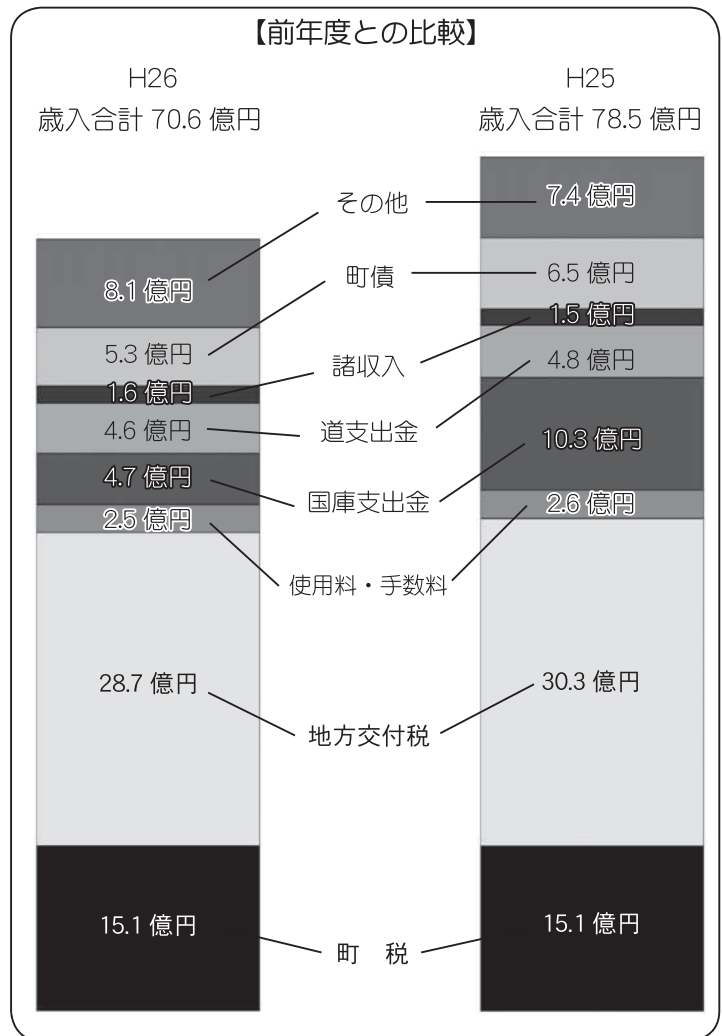 【前年度との比較】
H26
歳入合計 70.6 億円
H25
歳入合計 78.5 億円
その他
7.4 億円
8.1 億円
町債
6.5 億円
5.3 億円
諸収入
1.5 億円
1.6 億円
道支出金
4.8 億円
4.6 億円
国庫支出金
10.3 億円
4.7 億円
使用料・手数料
2.6 億円
2.5 億円
地方交付税
30.3 億円
28.7 億円
町 税
15.1 億円
15.1 億円